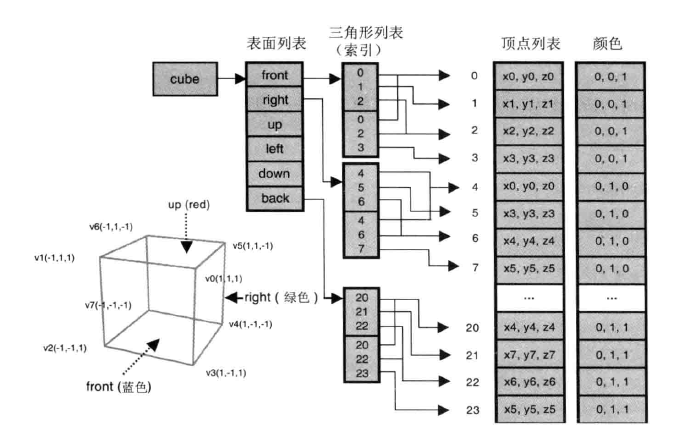 表面列表
三角形列表
（索引）
顶点列表
颜色
cube
front
right
up
left
down
back
0
1
2
0
2
3
4
5
6
4
6
7
20
21
22
20
22
23
0 x0, y0, z0 0, 0, 1
1 x1, y1, z1 0, 0, 1
2 x2, y2, z2 0, 0, 1
3 x3, y3, z3 0, 0, 1
4 x0, y0, z0 0, 1, 0
5 x3, y3, z3 0, 1, 0
6 x4, y4, z4 0, 1, 0
7 x5, y5, z5 0, 1, 0
... ...
20 x4, y4, z4 0, 1, 1
21 x7, y7, z7 0, 1, 1
22 x6, y6, z6 0, 1, 1
23 x5, y5, z5 0, 1, 1
up (red)
v6(-1,1,-1)
v5(1,1,-1)
v1(-1,1,1)
v0(1,1,1)
v7(-1,-1,-1)
right ( 绿色 )
v4(1,-1,-1)
v2(-1,-1,1)
v3(1,-1,1)
front (蓝色)